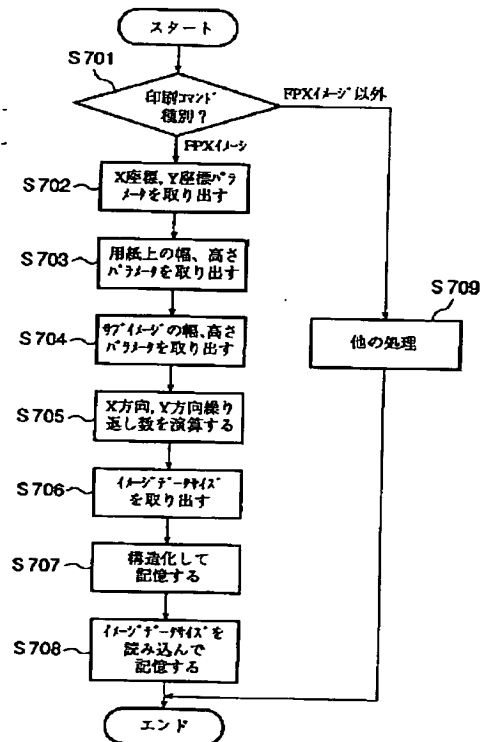 スタート
S701
印刷コマンド
種別?
FPXイメージ以外
FPXイメージ
S702
X座標,Y座標パラ
メータを取り出す
S703
用紙上の幅、高さ
パラメータを取り出す
S709
他の処理
S704
サブイメージの幅、高さ
パラメータを取り出す
S705
X方向,Y方向繰り
返し数を演算する
S706
イメージデータサイズ
を取り出す
S707
構造化して
記憶する
S708
イメージデータサイズを
読み込んで
記憶する
エンド